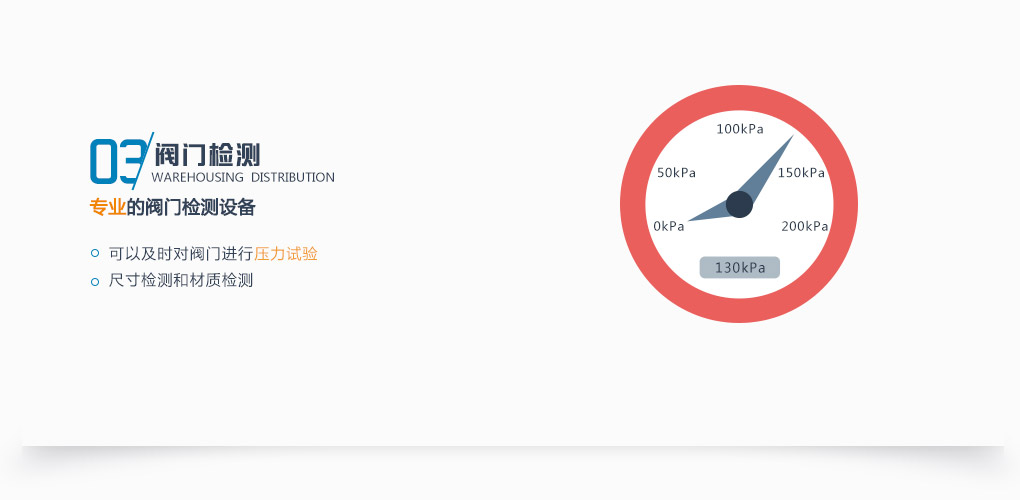 03 阀门检测
WAREHOUSING DISTRIBUTION
专业的阀门检测设备
可以及时对阀门进行压力试验
尺寸检测和材质检测
100kPa
50kPa
150kPa
0kPa
200kPa
130kPa